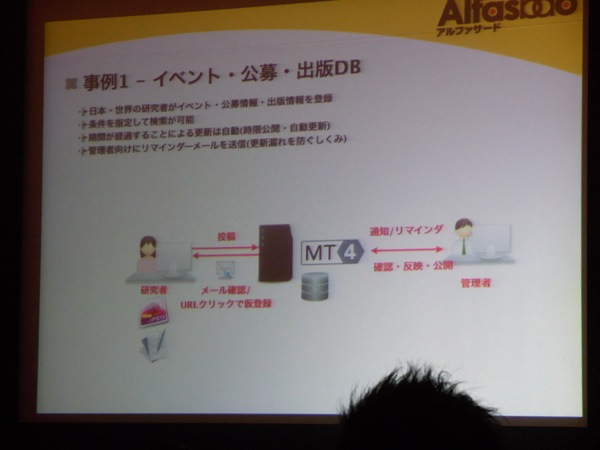 Alfasado
アルファサード
事例1 – イベント・公募・出版DB
日本・世界の研究者がイベント・公募情報・出版情報を登録
条件を指定して検索が可能
期間が経過することによる更新は自動(時限公開・自動更新)
管理者向けにリマインダーメールを送信(更新漏れを防ぐしくみ)
投稿
通知/リマインダ
MT4
確認・反映・公開
研究者
メール確認/
URLクリックで仮登録
管理者